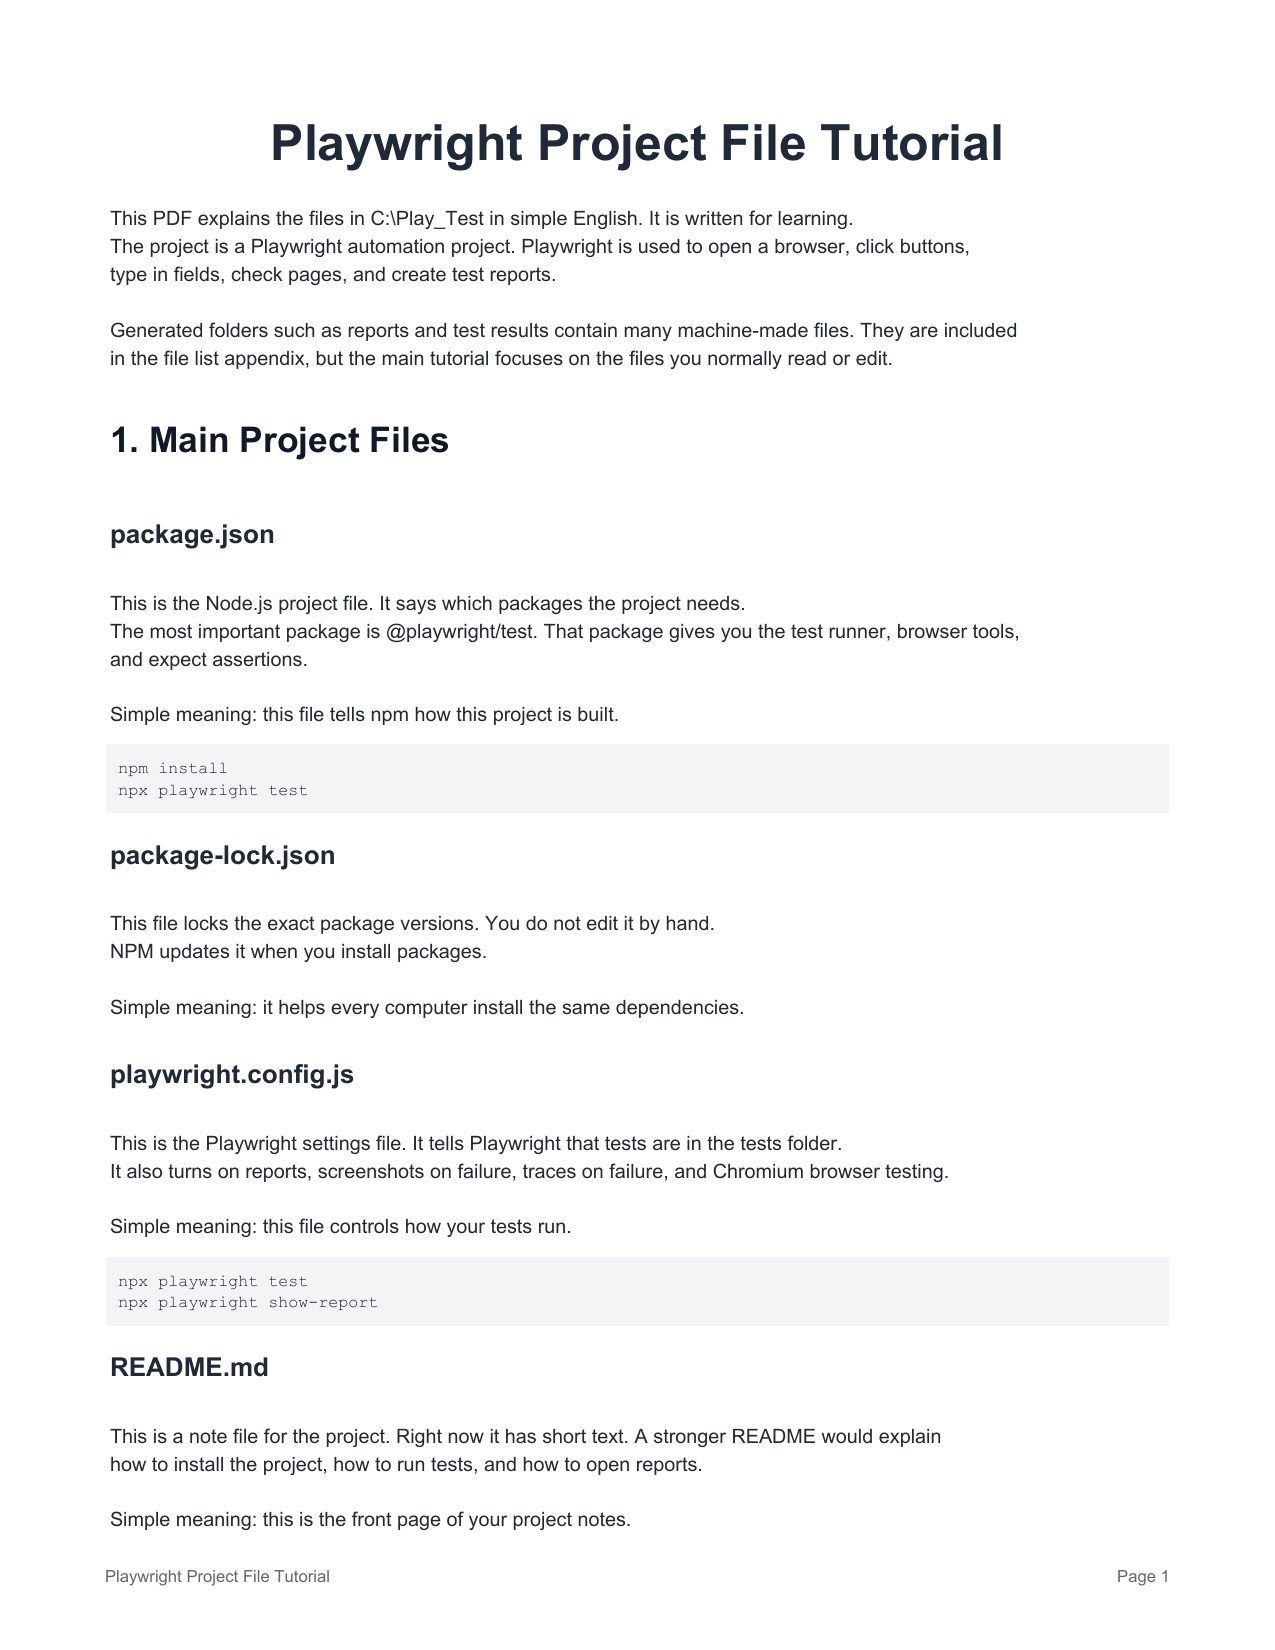 Playwright Project File Tutorial
This PDF explains the files in C:\Play_Test in simple English. It is written for learning.
The project is a Playwright automation project. Playwright is used to open a browser, click buttons,
type in fields, check pages, and create test reports.
Generated folders such as reports and test results contain many machine-made files. They are included
in the file list appendix, but the main tutorial focuses on the files you normally read or edit.
1. Main Project Files
package.json
This is the Node.js project file. It says which packages the project needs.
The most important package is @playwright/test. That package gives you the test runner, browser tools,
and expect assertions.
Simple meaning: this file tells npm how this project is built.
npm install
npx playwright test
package-lock.json
This file locks the exact package versions. You do not edit it by hand.
NPM updates it when you install packages.
Simple meaning: it helps every computer install the same dependencies.
playwright.config.js
This is the Playwright settings file. It tells Playwright that tests are in the tests folder.
It also turns on reports, screenshots on failure, traces on failure, and Chromium browser testing.
Simple meaning: this file controls how your tests run.
npx playwright test
npx playwright show-report
README.md
This is a note file for the project. Right now it has short text. A stronger README would explain
how to install the project, how to run tests, and how to open reports.
Simple meaning: this is the front page of your project notes.
Playwright Project File Tutorial
Page 1